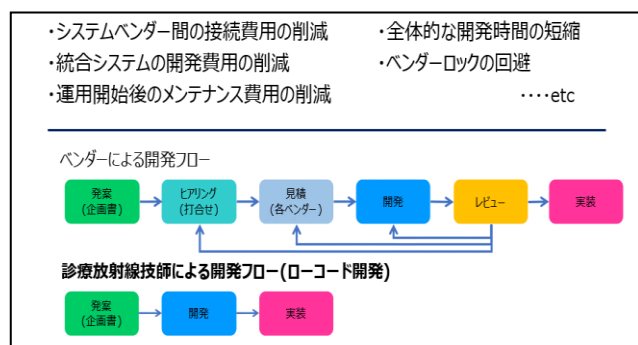 ・システムベンダー間の接続費用の削減　・全体的な開発時間の短縮
・統合システムの開発費用の削減　・ベンダーロックの回避
・運用開始後のメンテナンス費用の削減　‥‥etc
ベンダーによる開発フロー
発案 ヒアリング 見積 開発 レビュー 実装
(企画書) (打合せ) (各ベンダー)
診療放射線技師による開発フロー(ローコード開発)
発案 開発 実装
(企画書)